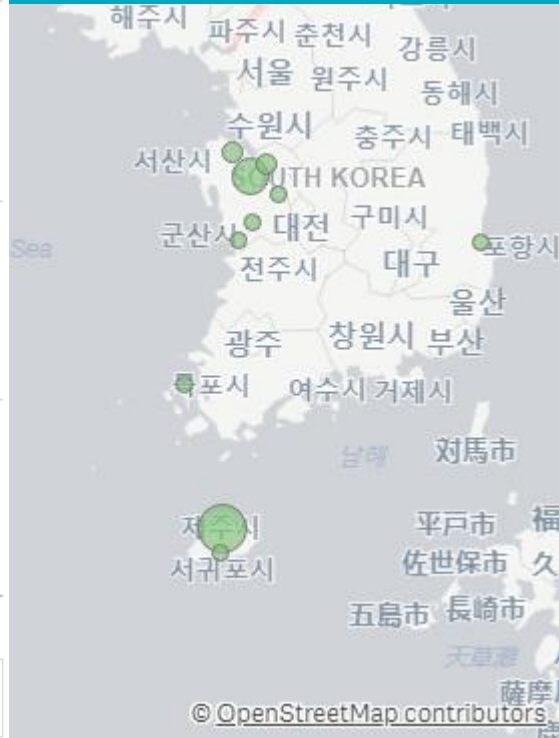 해주시
파주시 춘천시
강릉시
서울 원주시
동해시
수원시
충주시 태백시
서산시
SOUTH KOREA
구미시
군산시 대전
포항시
Sea
전주시
대구
울산
광주 창원시 부산
목포시 여수시 거제시
남해
対馬市
제주시
平戸市 福
佐世保市 久
서귀포시
五島市 長崎市
天草灘
薩摩
© OpenStreetMap contributors